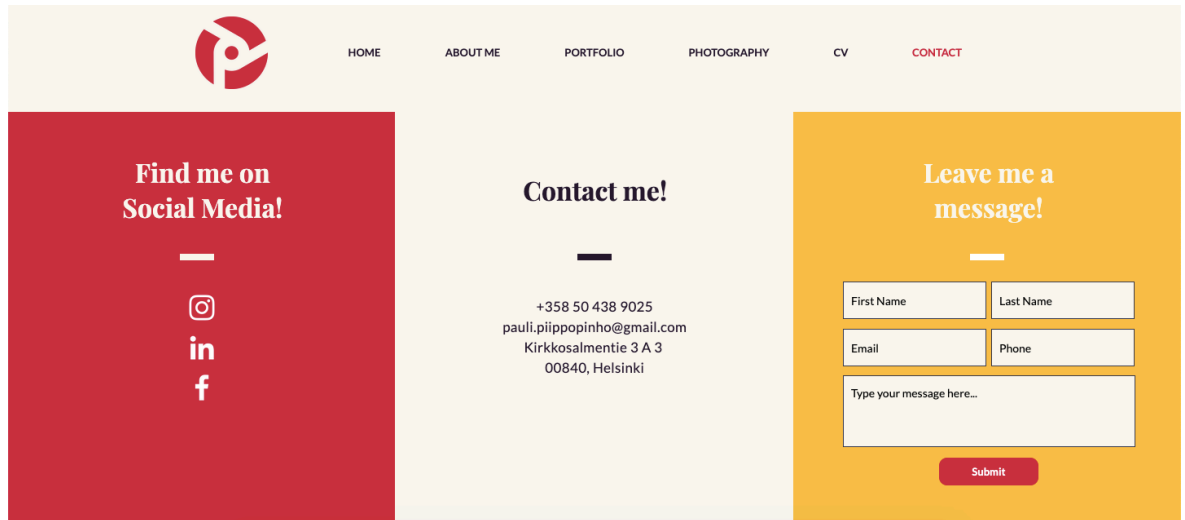 HOME ABOUT ME PORTFOLIO PHOTOGRAPHY CV CONTACT
Find me on
Social Media!
in
f
Contact me!
+358 50 438 9025
pauli.piippopinho@gmail.com
Kirkkosalmentie 3 A 3
00840, Helsinki
Leave me a
message!
First Name Last Name
Email Phone
Type your message here...
Submit